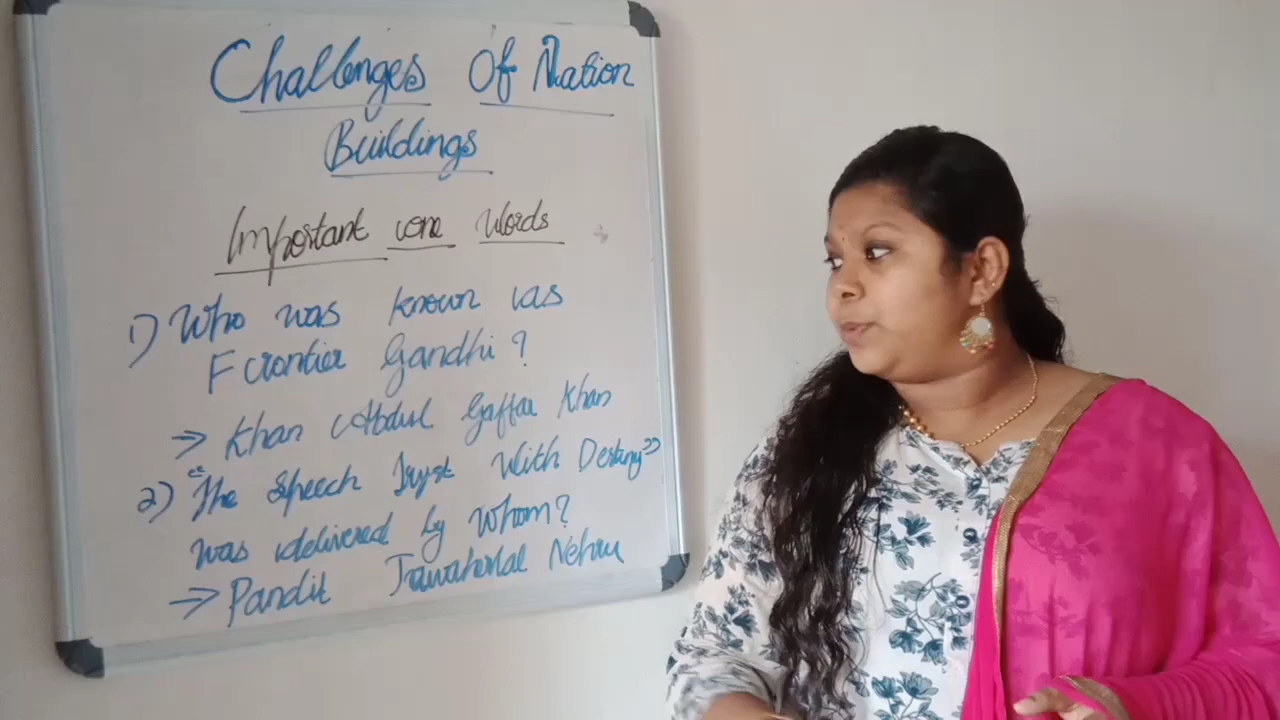 Challenges Of Nation
Buildings
Important one Words
1) Who was known as
Frontier Gandhi?
→ Khan Abdul Gaffar Khan
2) "The Speech Tryst With Destiny"
was delivered by Whom?
→ Pandit Jawaharlal Nehru